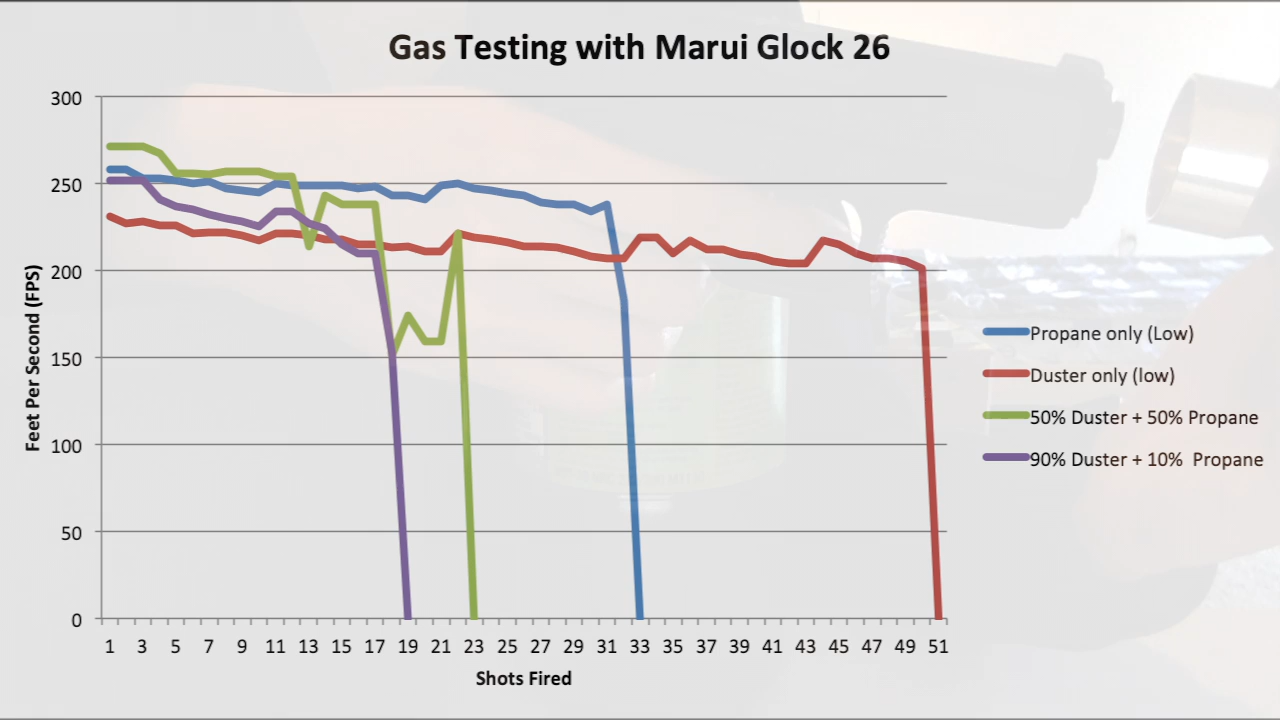 Gas Testing with Marui Glock 26
300
250
200
150
100
50
0
Feet Per Second (FPS)
1 3 5 7 9 11 13 15 17 19 21 23 25 27 29 31 33 35 37 39 41 43 45 47 49 51
Shots Fired
Propane only (Low)
Duster only (low)
50% Duster + 50% Propane
90% Duster + 10% Propane